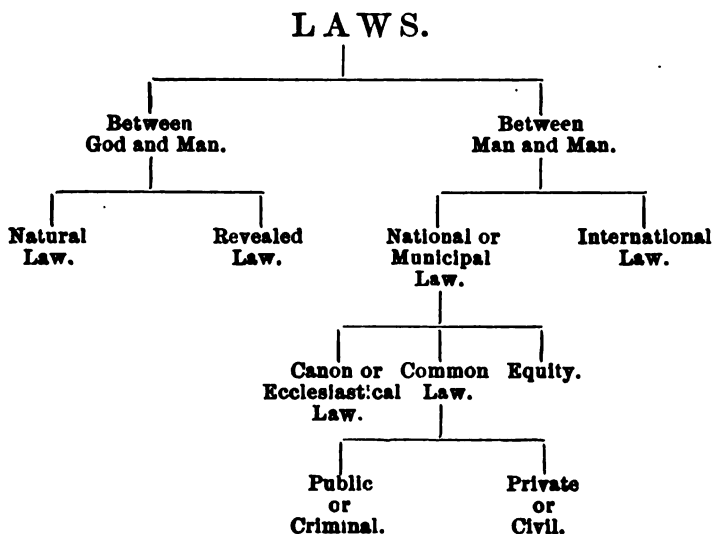 LAWS.
Between
God and Man.
Between
Man and Man.
Natural
Law.
Revealed
Law.
National or
Municipal
Law.
International
Law.
Canon or
Ecclesiastical
Law.
Common
Law.
Equity.
Public
or
Criminal.
Private
or
Civil.